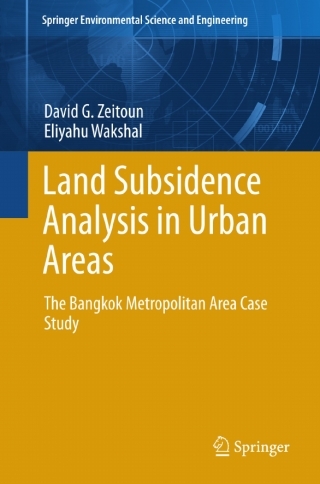 Springer Environmental Science and Engineering
David G. Zeitoun
Eliyahu Wakshal
Land Subsidence
Analysis in Urban
Areas
The Bangkok Metropolitan Area Case
Study
Springer